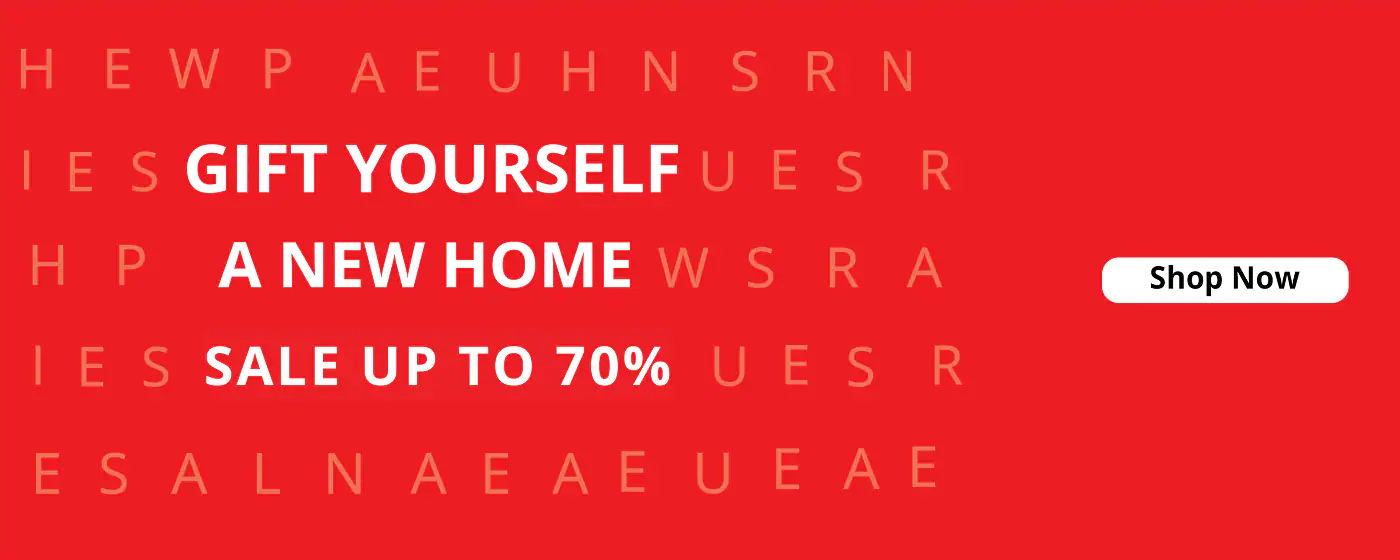 H E W P A E U H N S R N
I E S GIFT YOURSELF U E S R
H P A NEW HOME W S R A
Shop Now
I E S SALE UP TO 70% U E S R
E S A L N A E A E U E A E